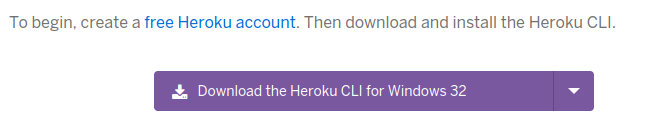 To begin, create a free Heroku account. Then download and install the Heroku CLI.
Download the Heroku CLI for Windows 32